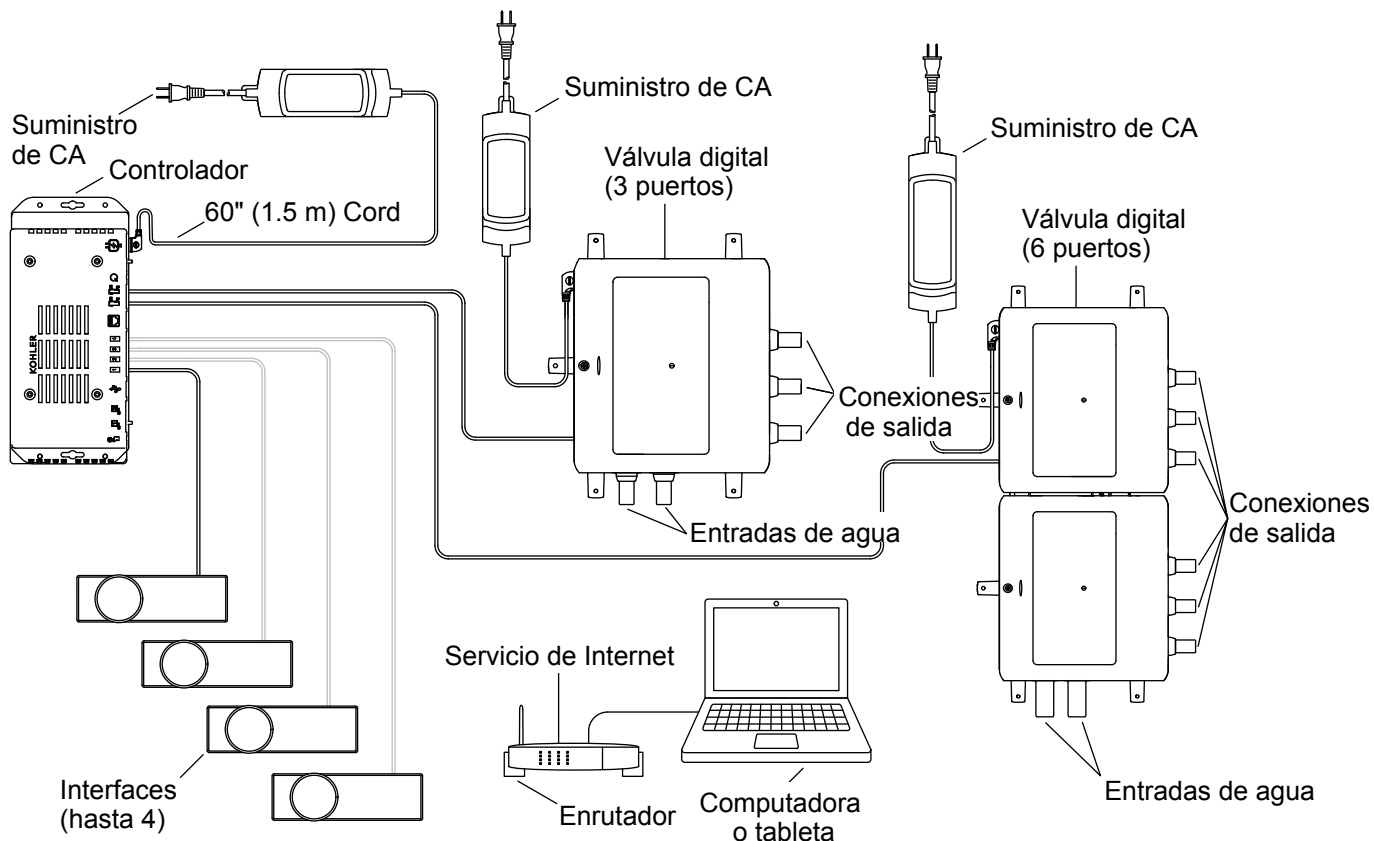 Suministro
de CA
Controlador
60" (1.5 m) Cord
Suministro de CA
Válvula digital
(3 puertos)
Suministro de CA
Válvula digital
(6 puertos)
KOHLER
Conexiones
de salida
Entradas de agua
Conexiones
de salida
Servicio de Internet
Interfaces
(hasta 4)
Enrutador
Computadora
o tableta
Entradas de agua